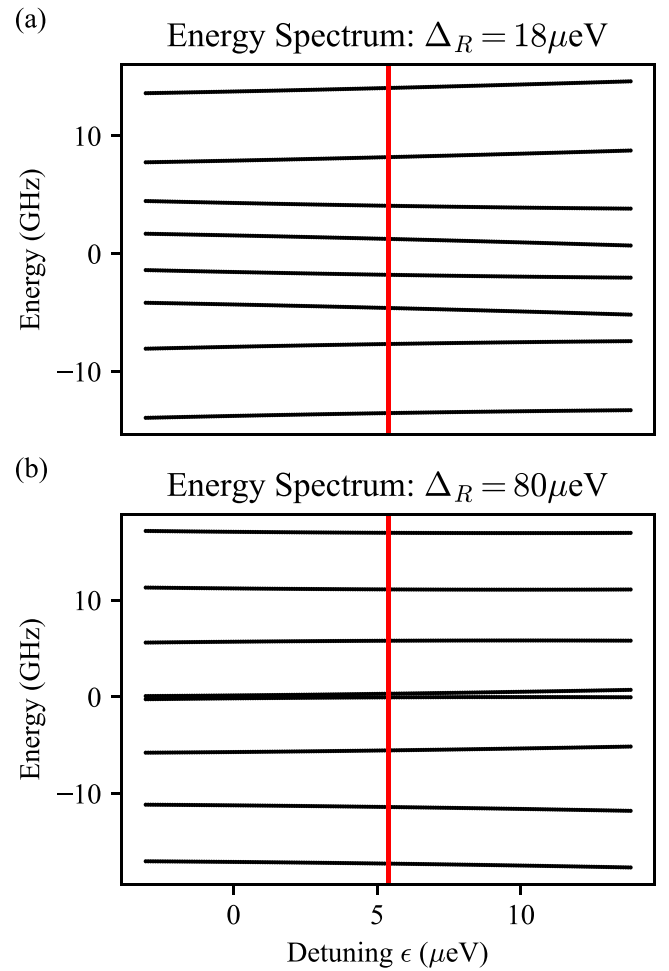 (a)
Energy Spectrum: Δ_R = 18μeV
Energy (GHz)
10
0
−10
(b)
Energy Spectrum: Δ_R = 80μeV
Energy (GHz)
10
0
−10
0 5 10
Detuning ϵ (μeV)